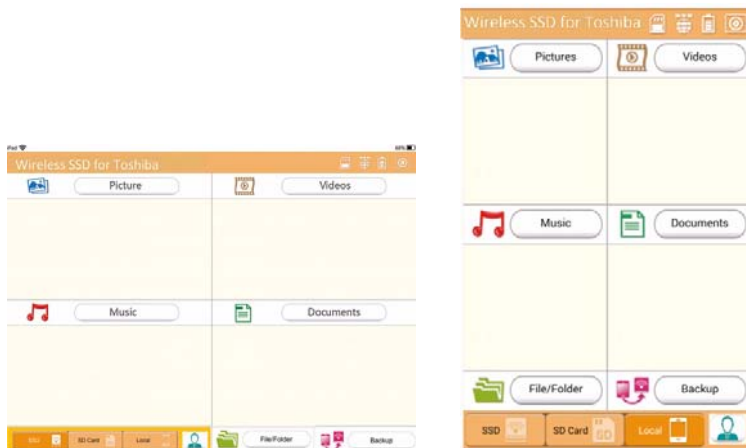 iPad
Wireless SSD for Toshiba
Picture
Videos
Music
Documents
SSD
SD Card
Local
File/Folder
Backup
Wireless SSD for Toshiba
Pictures
Videos
Music
Documents
File/Folder
Backup
SSD
SD Card
SD
Local